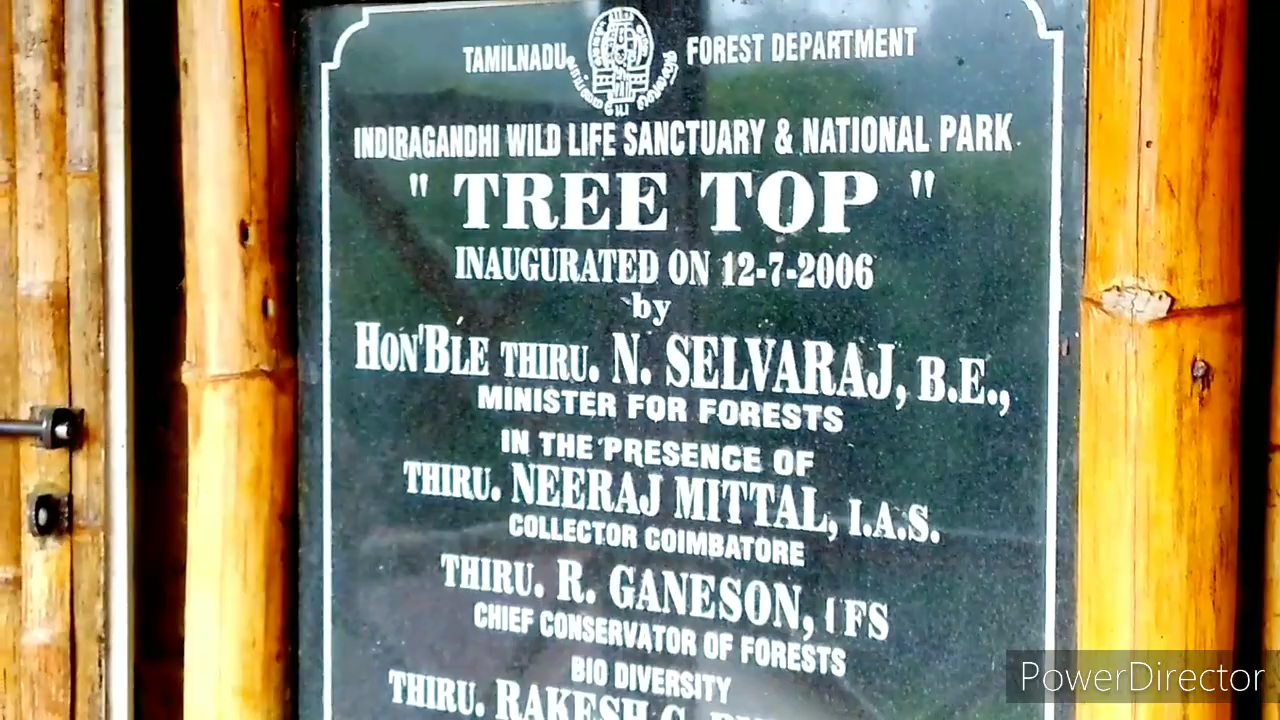 TAMILNADU FOREST DEPARTMENT
INDIRAGANDHI WILD LIFE SANCTUARY & NATIONAL PARK
" TREE TOP "
INAUGURATED ON 12-7-2006
by
HON'BLE THIRU. N. SELVARAJ, B.E.,
MINISTER FOR FORESTS
IN THE PRESENCE OF
THIRU. NEERAJ MITTAL, I.A.S.
COLLECTOR COIMBATORE
THIRU. R. GANESON, IFS
CHIEF CONSERVATOR OF FORESTS
BIO DIVERSITY
THIRU. RAKESH
PowerDirector